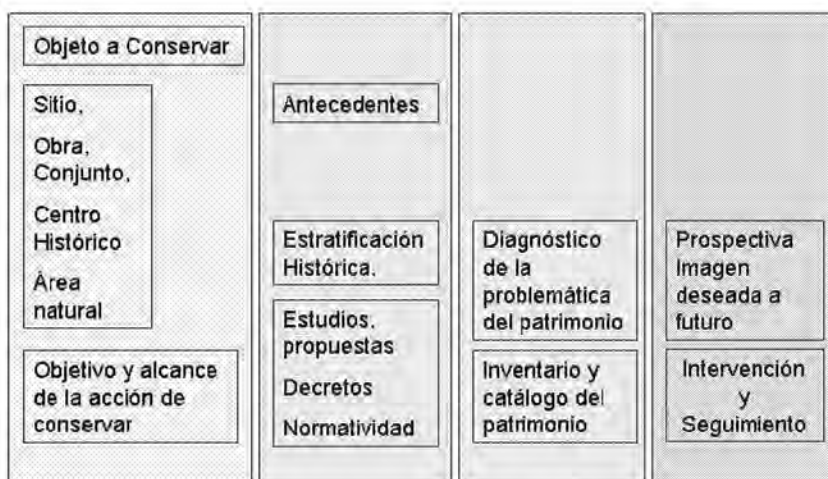 Objeto a Conservar
Sitio,
Obra,
Conjunto,
Centro
Histórico
Área
natural
Objetivo y alcance
de la acción de
conservar
Antecedentes
Estratificación
Histórica.
Estudios,
propuestas
Decretos
Normatividad
Diagnóstico
de la
problemática
del patrimonio
Inventario y
catálogo del
patrimonio
Prospectiva
Imagen
deseada a
futuro
Intervención
y
Seguimiento